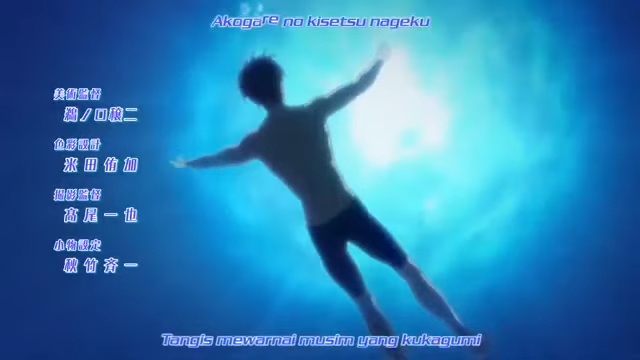 Akogare no kisetsu nageku
美術監督
鵜ノ口穣二
色彩設計
米田侑加
撮影監督
高尾一也
小物設定
秋竹斉一
Tangis mewarnai musim yang kukagumi